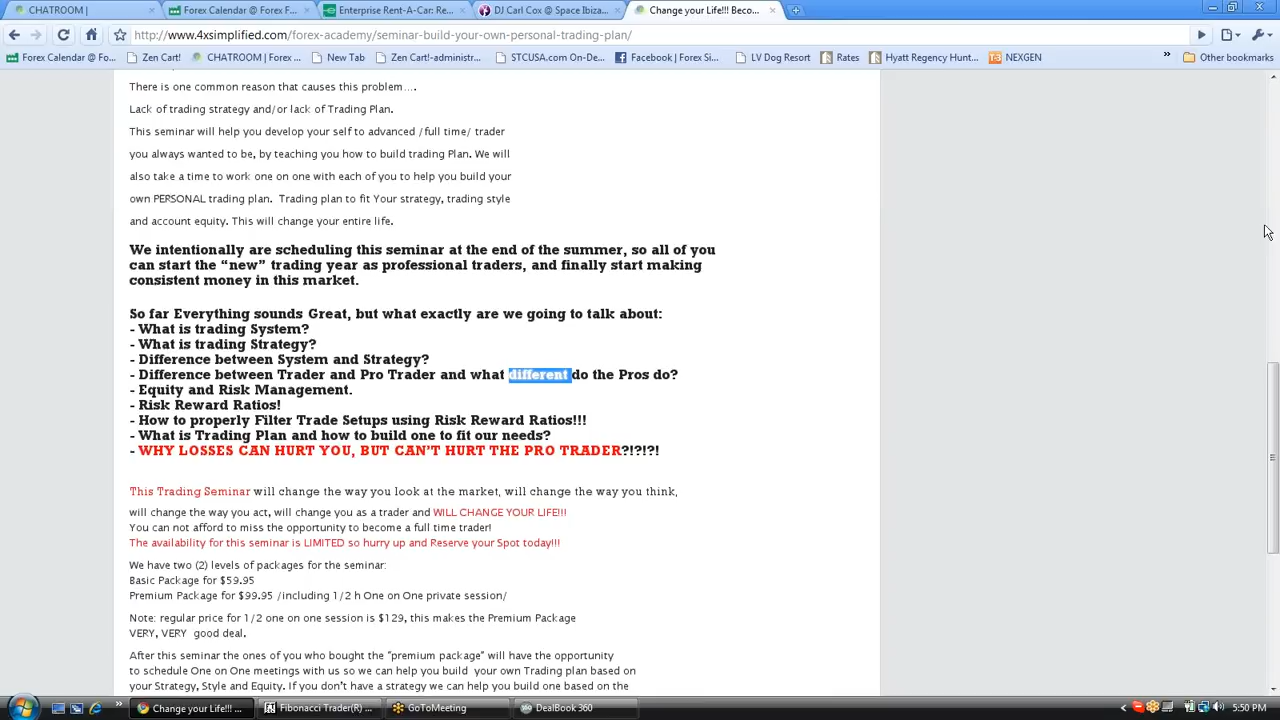 CHATROOM |
Forex Calendar @ Forex F...
Enterprise Rent-A-Car: Re...
DJ Carl Cox @ Space Ibiza...
Change your Life!!! Beco...
http://www.4xsimplified.com/forex-academy/seminar-build-your-own-personal-trading-plan/
Forex Calendar @ Fo...
Zen Cart!
CHATROOM | Forex ...
New Tab
Zen Cart!-administr...
STCUSA.com On-De...
Facebook | Forex Si...
LV Dog Resort
Rates
Hyatt Regency Hunt...
NEXGEN
»
Other bookmarks
There is one common reason that causes this problem….
Lack of trading strategy and/or lack of Trading Plan.
This seminar will help you develop your self to advanced /full time/ trader
you always wanted to be, by teaching you how to build trading Plan. We will
also take a time to work one on one with each of you to help you build your
own PERSONAL trading plan.  Trading plan to fit Your strategy, trading style
and account equity. This will change your entire life.
We intentionally are scheduling this seminar at the end of the summer, so all of you
can start the “new” trading year as professional traders, and finally start making
consistent money in this market.
So far Everything sounds Great, but what exactly are we going to talk about:
- What is trading System?
- What is trading Strategy?
- Difference between System and Strategy?
- Difference between Trader and Pro Trader and what different do the Pros do?
- Equity and Risk Management.
- Risk Reward Ratios!
- How to properly Filter Trade Setups using Risk Reward Ratios!!!
- What is Trading Plan and how to build one to fit our needs?
- WHY LOSSES CAN HURT YOU, BUT CAN’T HURT THE PRO TRADER?!?!?!
This Trading Seminar will change the way you look at the market, will change the way you think,
will change the way you act, will change you as a trader and WILL CHANGE YOUR LIFE!!!
You can not afford to miss the opportunity to become a full time trader!
The availability for this seminar is LIMITED so hurry up and Reserve your Spot today!!!
We have two (2) levels of packages for the seminar:
Basic Package for $59.95
Premium Package for $99.95 /including 1/2 h One on One private session/
Note: regular price for 1/2 one on one session is $129, this makes the Premium Package
VERY, VERY  good deal.
After this seminar the ones of you who bought the “premium package” will have the opportunity
to schedule One on One meetings with us so we can help you build  your own Trading plan based on
your Strategy, Style and Equity. If you don’t have a strategy we can help you build one based on the
»
Change your Life!!! ...
Fibonacci Trader(R) ...
GoToMeeting
DealBook 360
5:50 PM